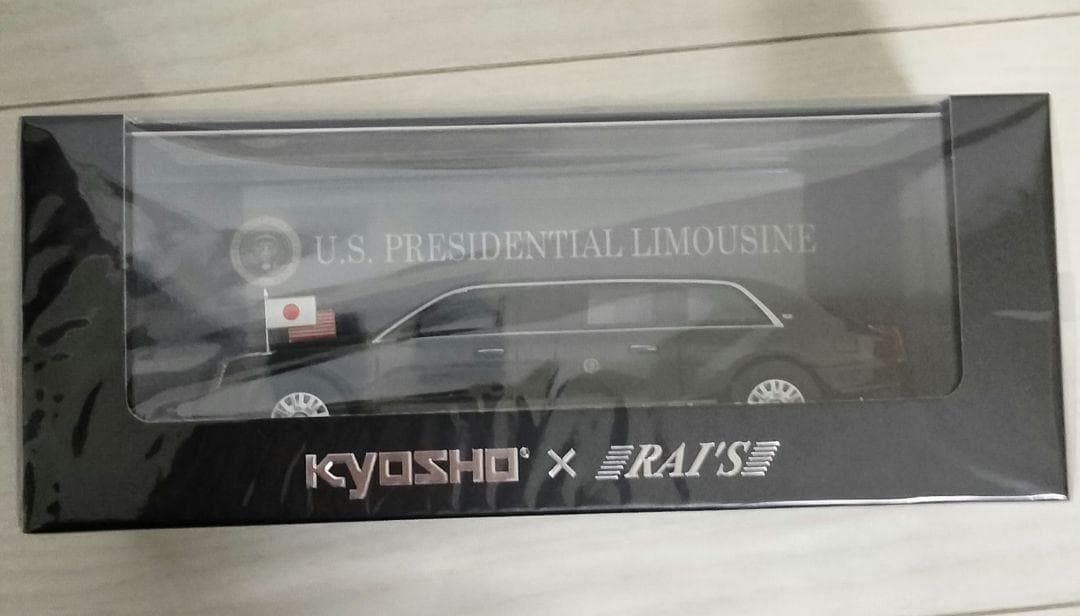 U.S. PRESIDENTIAL LIMOUSINE
KYOSHO® × RAI'S